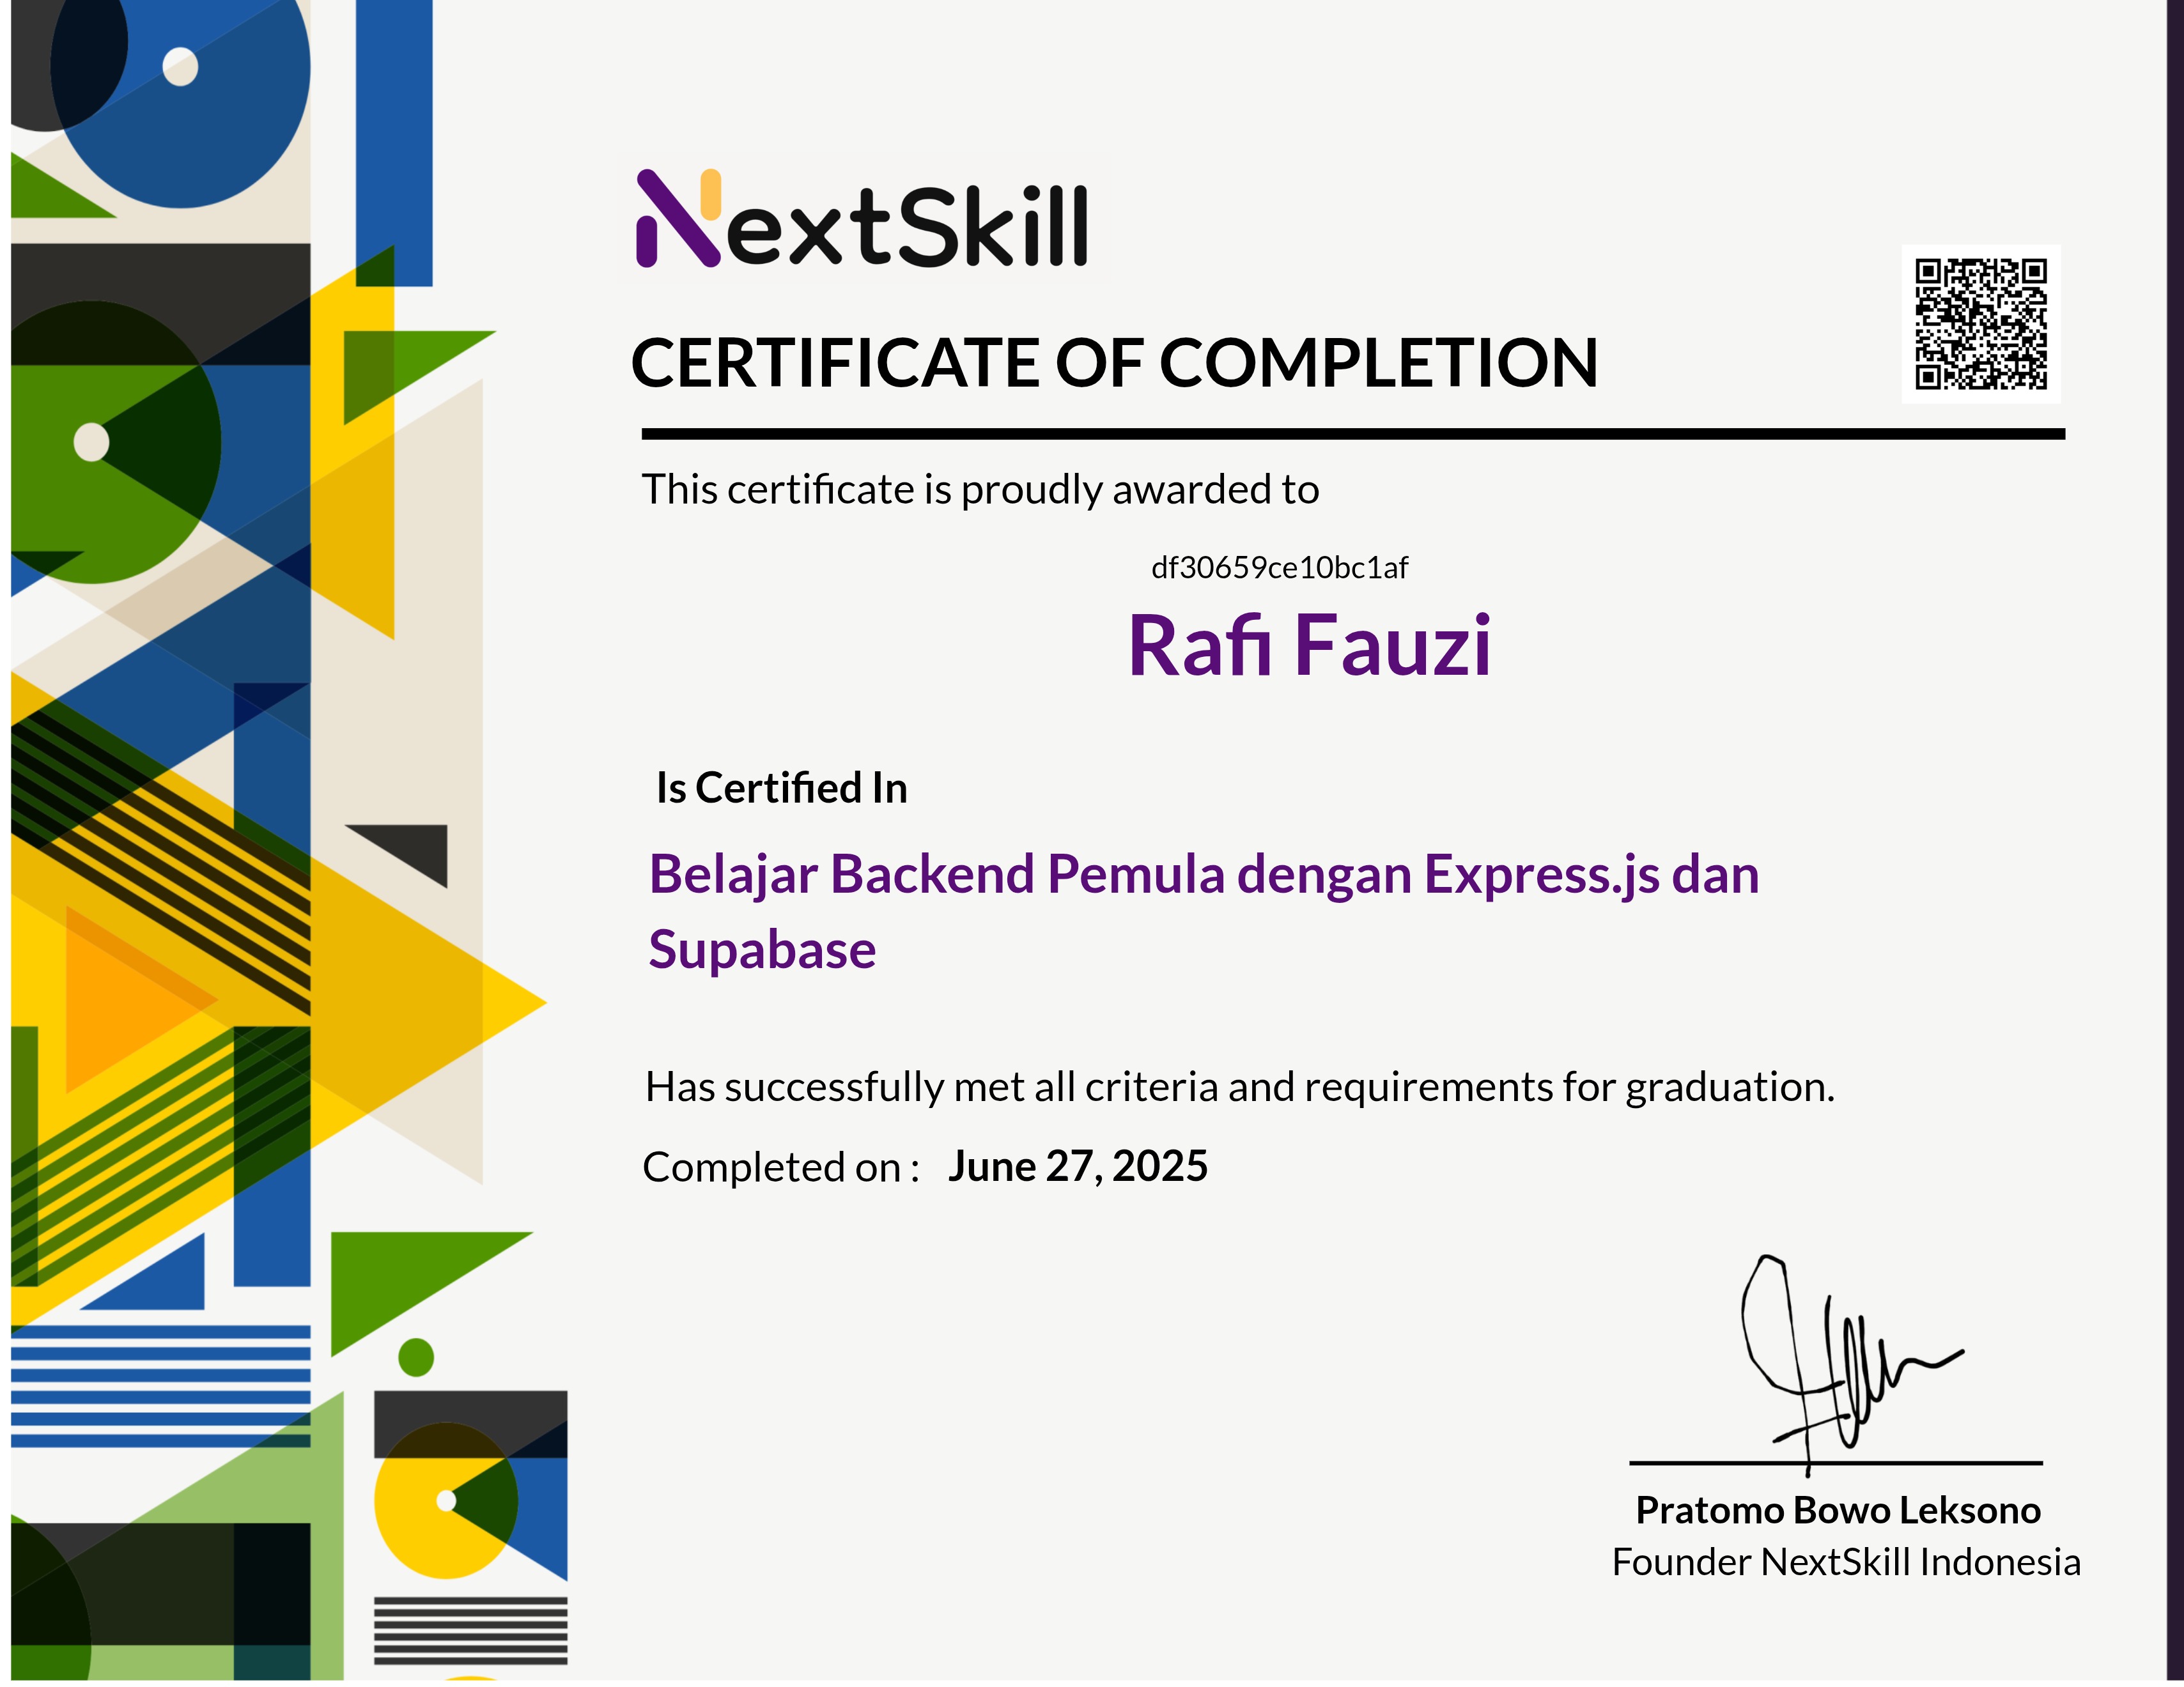 NextSkill
CERTIFICATE OF COMPLETION
This certificate is proudly awarded to
df30659ce10bc1af
Rafi Fauzi
Is Certified In
Belajar Backend Pemula dengan Express.js dan
Supabase
Has successfully met all criteria and requirements for graduation.
Completed on : June 27, 2025
Pratomo Bowo Leksono
Founder NextSkill Indonesia